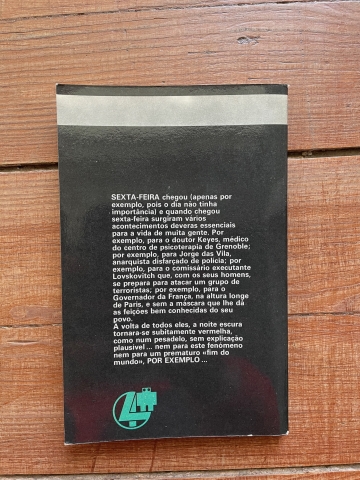 SEXTA-FEIRA chegou (apenas por
exemplo, pois o dia não tinha
importância) e quando chegou
sexta-feira surgiram vários
acontecimentos deveras essenciais
para a vida de muita gente. Por
exemplo, para o doutor Keyes, médico
do centro de psicoterapia de Grenoble;
por exemplo, para Jorge das Vila,
anarquista disfarçado de polícia; por
exemplo, para o comissário executante
Lovskovitch que, com os seus homens,
se prepara para atacar um grupo de
terroristas; por exemplo, para o
Governador da França, na altura longe
de Paris, e sem a máscara que lhe dá
as feições bem conhecidas do seu
povo.
À volta de todos eles, a noite escura
tornara-se subitamente vermelha,
como num pesadelo, sem explicação
plausível... nem para este fenómeno
nem para um prematuro «fim do
mundo», POR EXEMPLO...